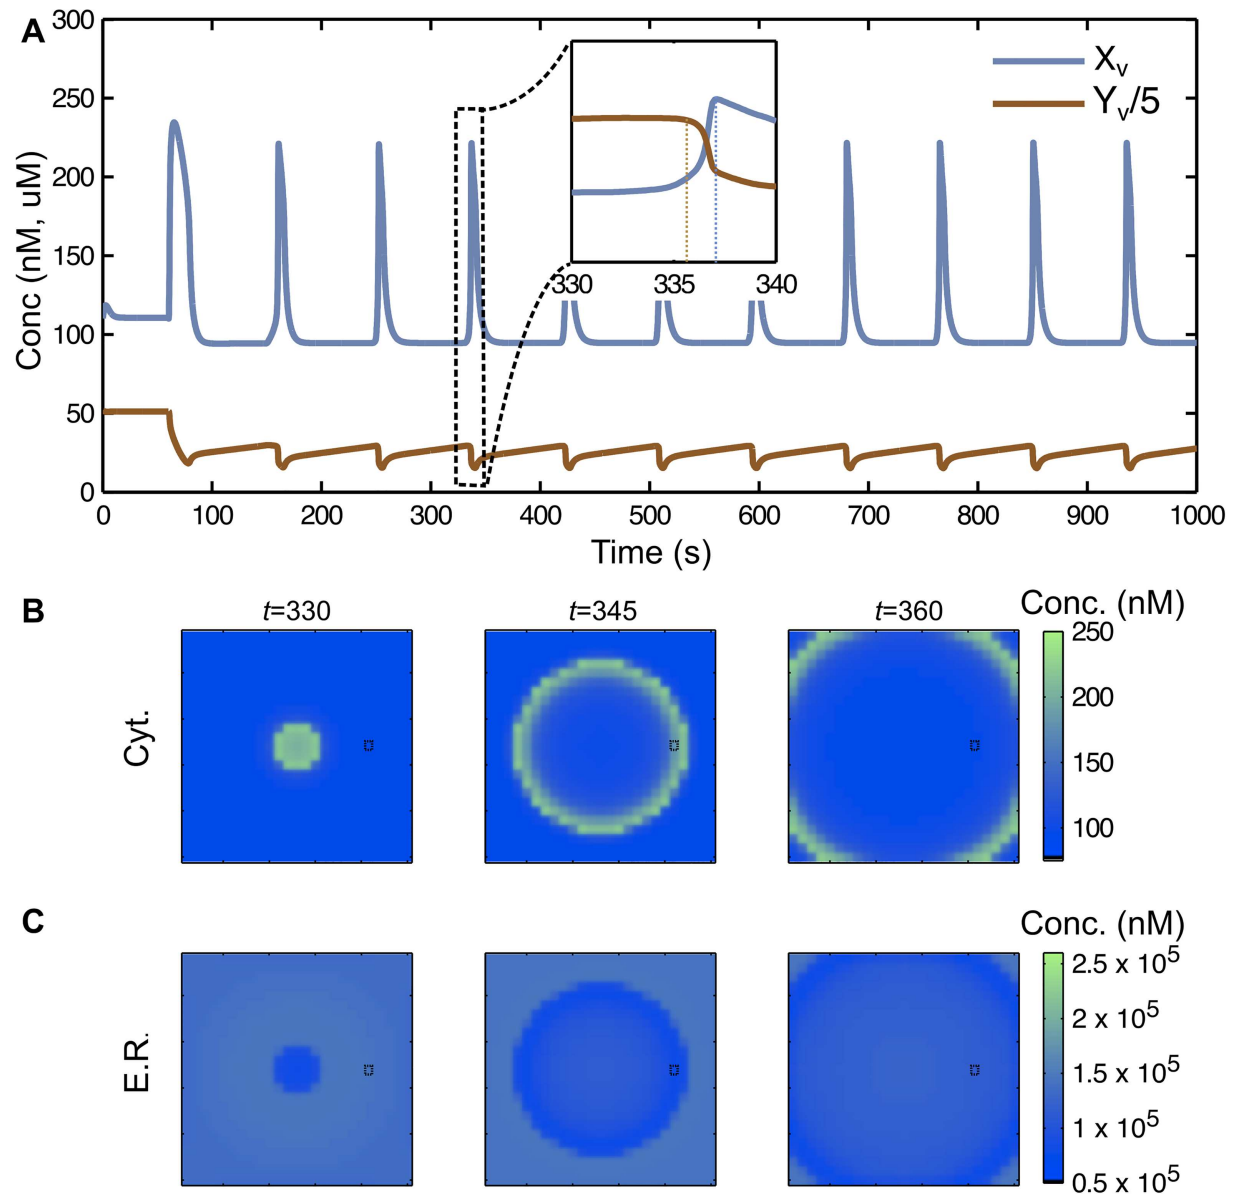 A
300
250
200
150
100
50
0
Conc (nM, uM)
X_v
Y_v/5
330 335 340
0 100 200 300 400 500 600 700 800 900 1000
Time (s)
B
t=330 t=345 t=360 Conc. (nM)
Cyt.
250
200
150
100
C
Conc. (nM)
E.R.
2.5 x 10^5
2 x 10^5
1.5 x 10^5
1 x 10^5
0.5 x 10^5